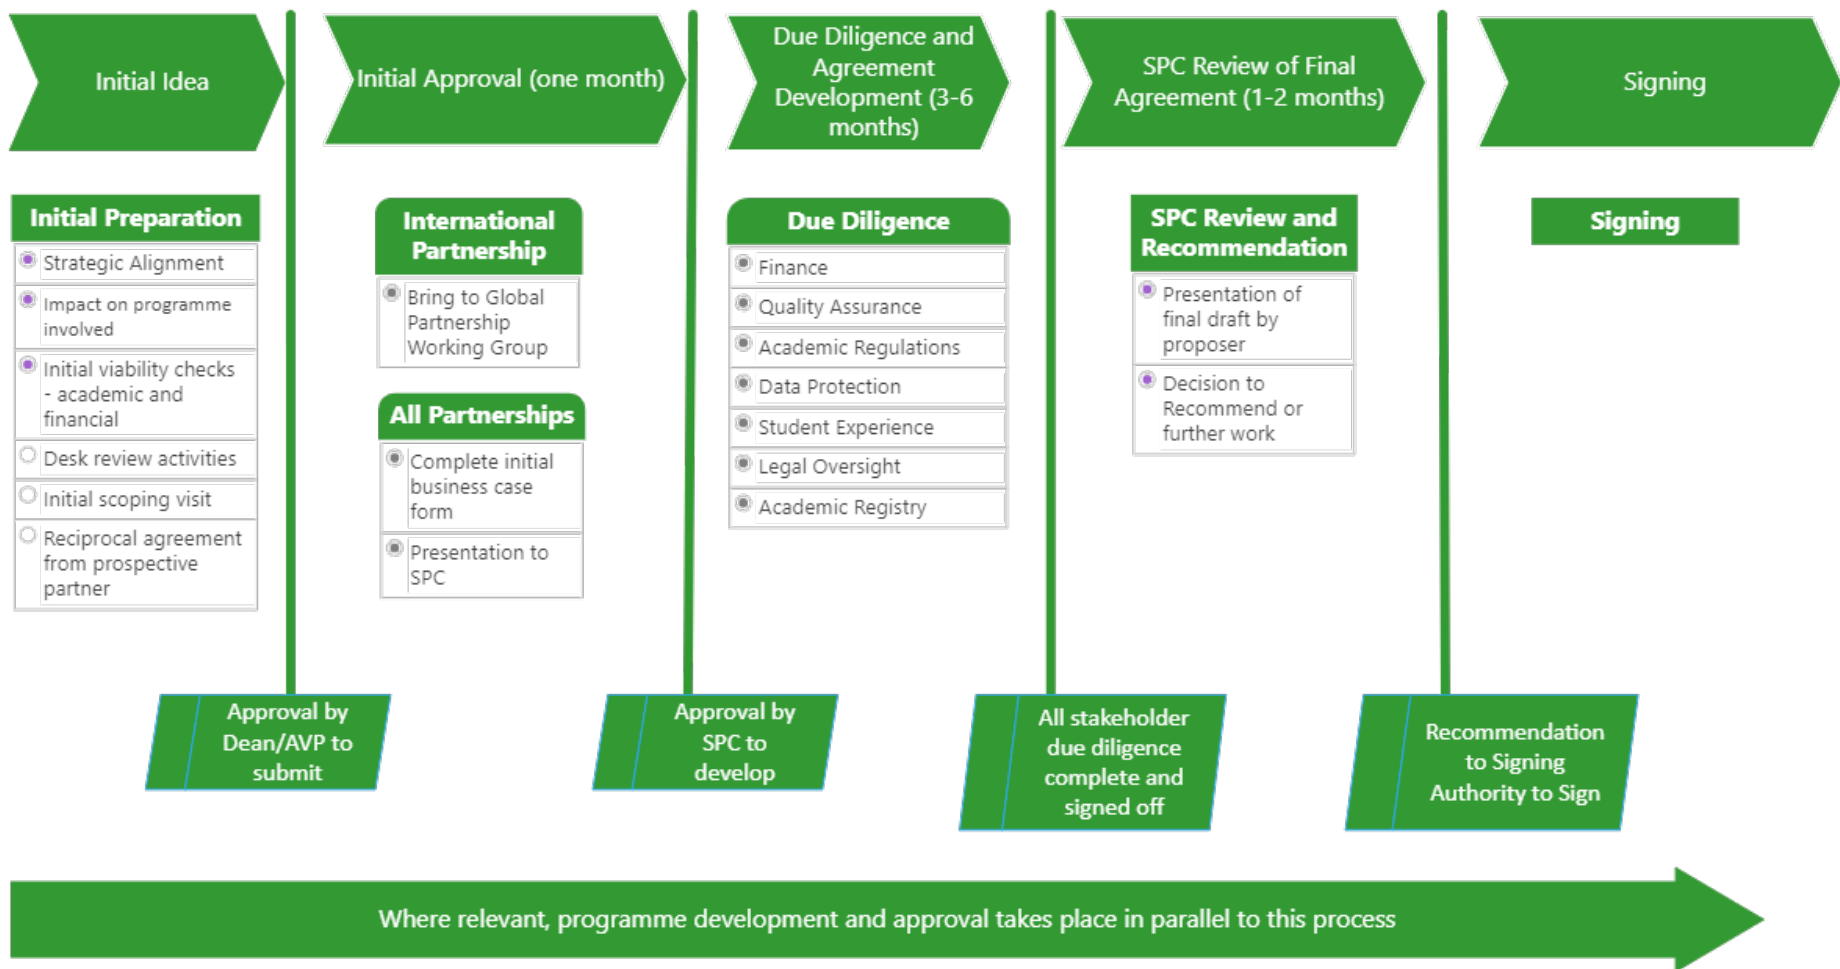 Initial Idea
Initial Approval (one month)
Due Diligence and
Agreement
Development (3-6
months)
SPC Review of Final
Agreement (1-2 months)
Signing
Initial Preparation
Strategic Alignment
Impact on programme
involved
Initial viability checks
- academic and
financial
Desk review activities
Initial scoping visit
Reciprocal agreement
from prospective
partner
International
Partnership
Bring to Global
Partnership
Working Group
All Partnerships
Complete initial
business case
form
Presentation to
SPC
Due Diligence
Finance
Quality Assurance
Academic Regulations
Data Protection
Student Experience
Legal Oversight
Academic Registry
SPC Review and
Recommendation
Presentation of
final draft by
proposer
Decision to
Recommend or
further work
Signing
Approval by
Dean/AVP to
submit
Approval by
SPC to
develop
All stakeholder
due diligence
complete and
signed off
Recommendation
to Signing
Authority to Sign
Where relevant, programme development and approval takes place in parallel to this process